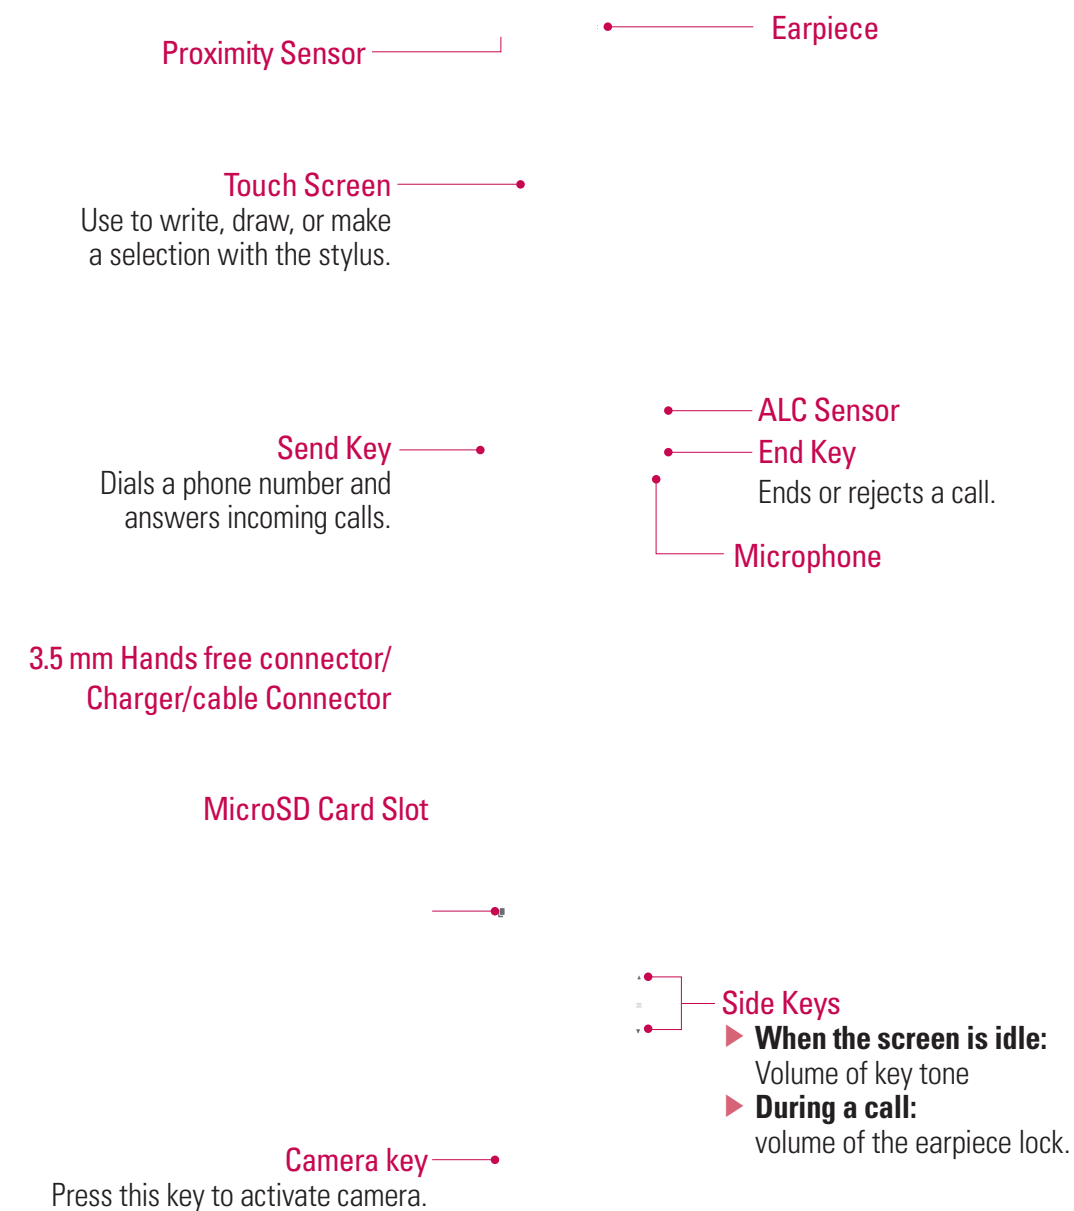 Proximity Sensor
Earpiece
Touch Screen
Use to write, draw, or make
a selection with the stylus.
ALC Sensor
Send Key
Dials a phone number and
answers incoming calls.
End Key
Ends or rejects a call.
Microphone
3.5 mm Hands free connector/
Charger/cable Connector
MicroSD Card Slot
Side Keys
When the screen is idle:
Volume of key tone
During a call:
volume of the earpiece lock.
Camera key
Press this key to activate camera.